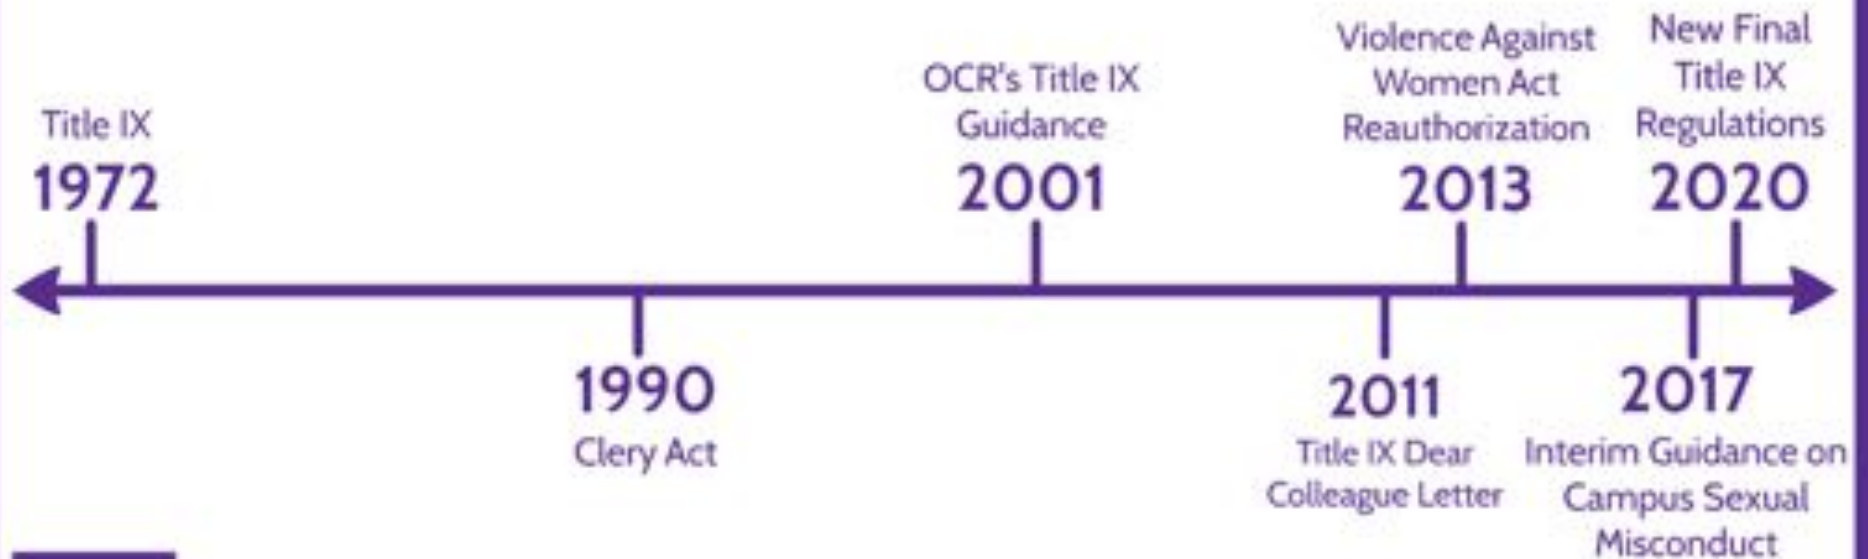 Title IX
1972
1990
Clery Act
OCR's Title IX
Guidance
2001
2011
Title IX Dear
Colleague Letter
Violence Against
Women Act
Reauthorization
2013
2017
Interim Guidance on
Campus Sexual
Misconduct
New Final
Title IX
Regulations
2020